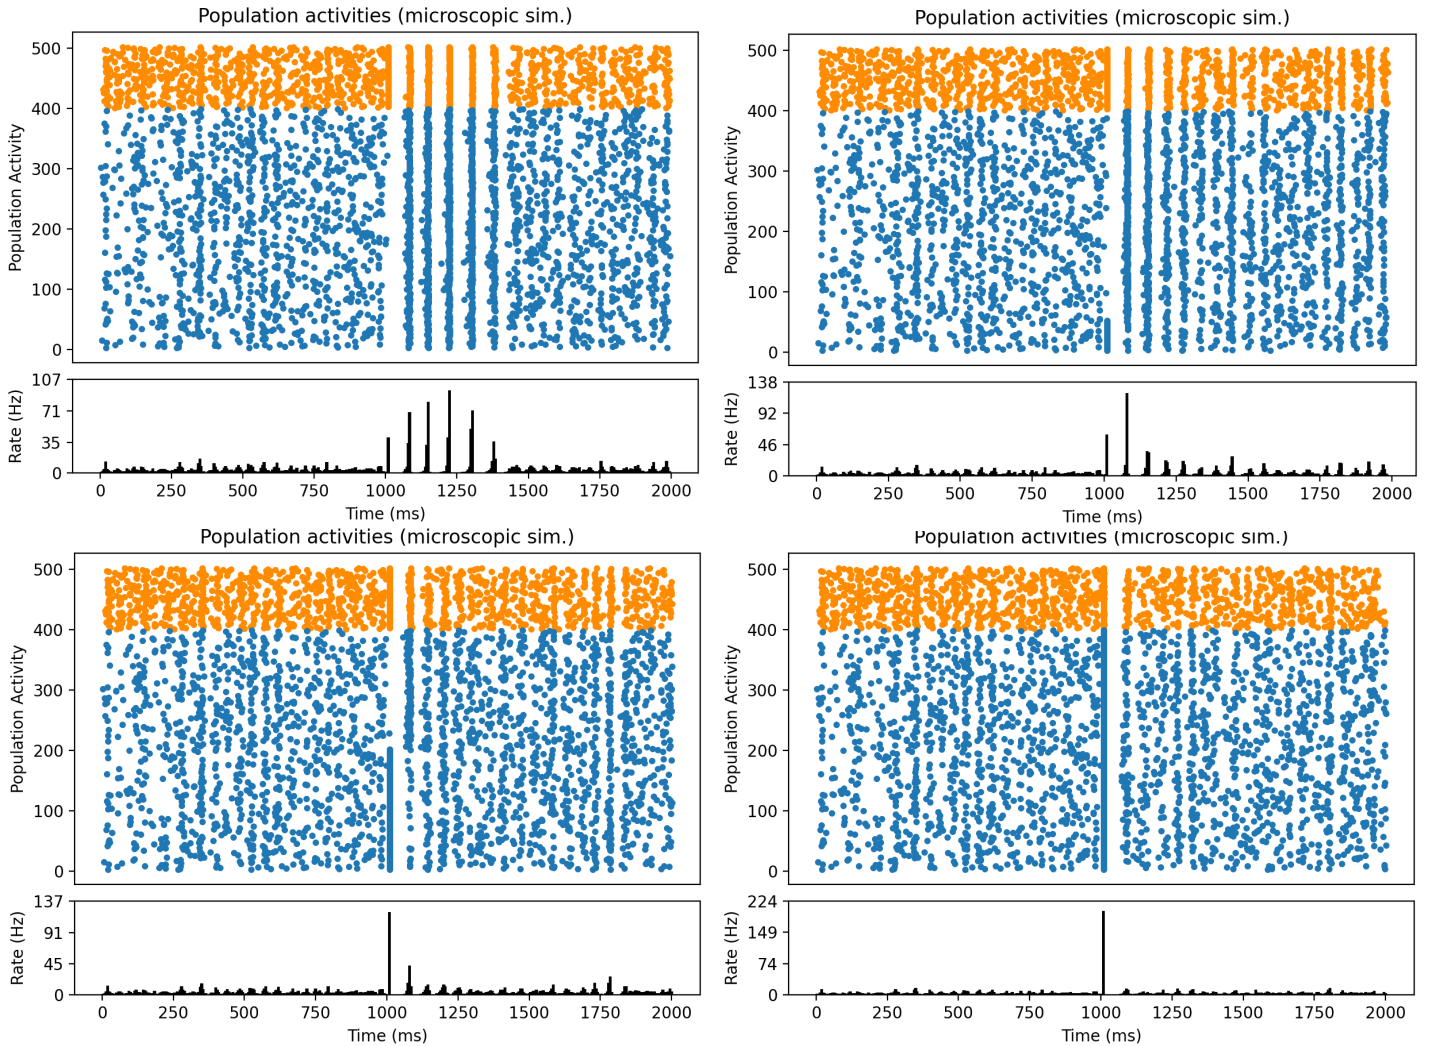 Population activities (microscopic sim.)
500
400
300
200
100
0
Population Activity
107
71
35
0
Rate (Hz)
0 250 500 750 1000 1250 1500 1750 2000
Time (ms)
Population activities (microscopic sim.)
500
400
300
200
100
0
Population Activity
138
92
46
0
Rate (Hz)
0 250 500 750 1000 1250 1500 1750 2000
Time (ms)
Population activities (microscopic sim.)
500
400
300
200
100
0
Population Activity
137
91
45
0
Rate (Hz)
0 250 500 750 1000 1250 1500 1750 2000
Time (ms)
Population activities (microscopic sim.)
500
400
300
200
100
0
Population Activity
224
149
74
0
Rate (Hz)
0 250 500 750 1000 1250 1500 1750 2000
Time (ms)